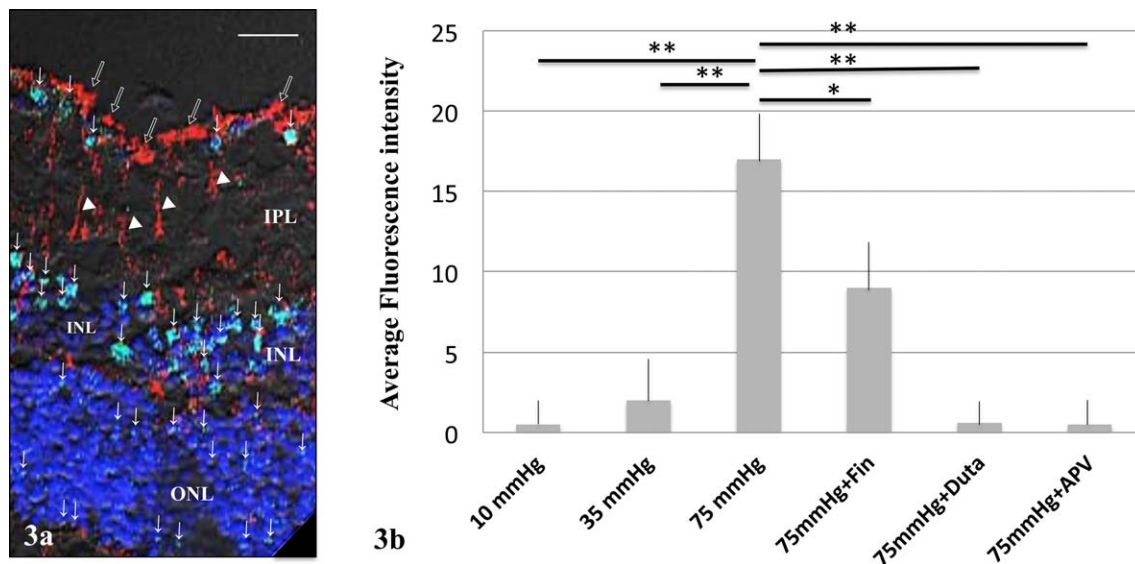 IPL
INL
INL
ONL
3a
25
20
15
10
5
0
Average Fluorescence intensity
**
**
**
**
*
10 mmHg
35 mmHg
75 mmHg
75mmHg+Fin
75mmHg+Duta
75mmHg+APV
3b